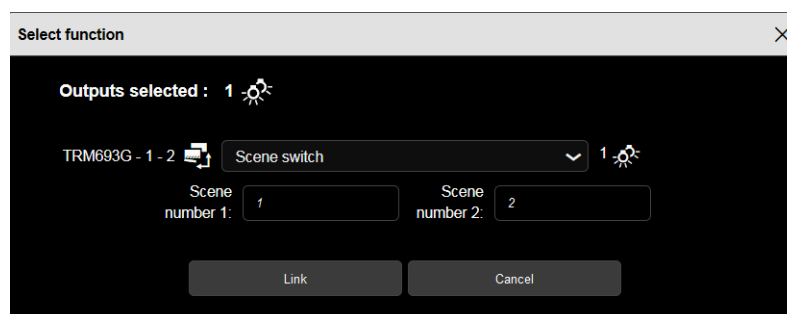 Select function
Outputs selected : 1
TRM693G - 1 - 2 Scene switch 1
Scene number 1: 1 Scene number 2: 2
Link Cancel